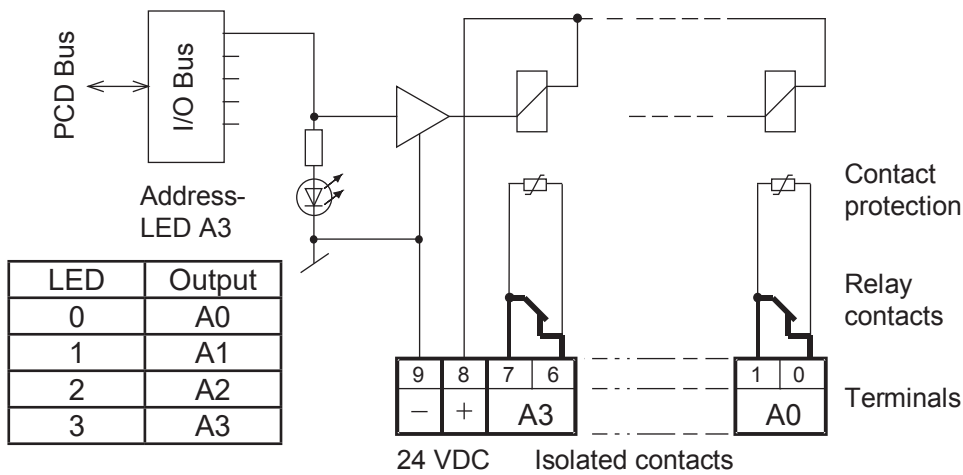 PCD Bus
I/O Bus
Address-
LED A3
Contact
protection
Relay
contacts
Terminals
LED Output
0 A0
1 A1
2 A2
3 A3
9 8 7 6
− + A3
1 0
A0
24 VDC Isolated contacts